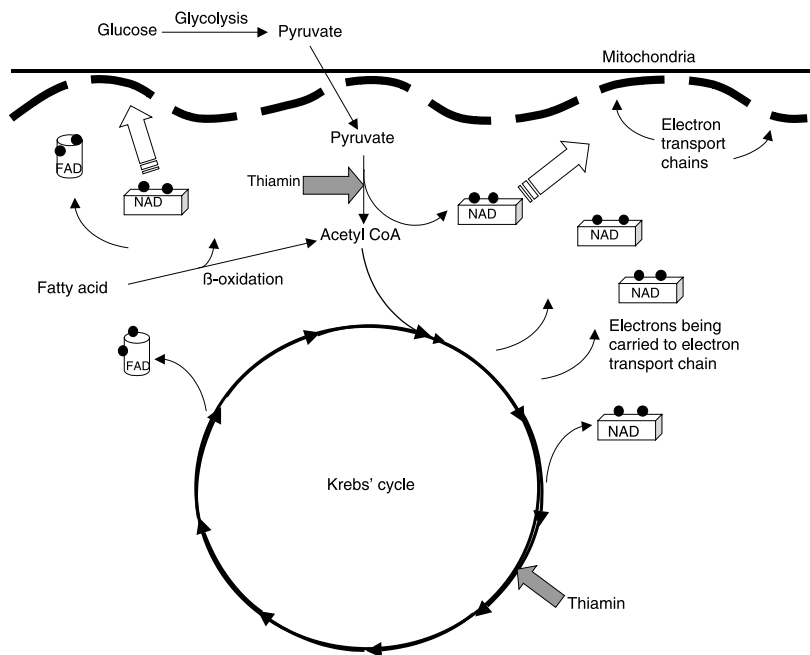 Glycolysis
Glucose
Pyruvate
Mitochondria
Pyruvate
Electron
transport
chains
FAD
NAD
Thiamin
NAD
Acetyl CoA
NAD
Fatty acid
ß-oxidation
NAD
Electrons being
carried to electron
transport chain
FAD
NAD
Krebs' cycle
Thiamin